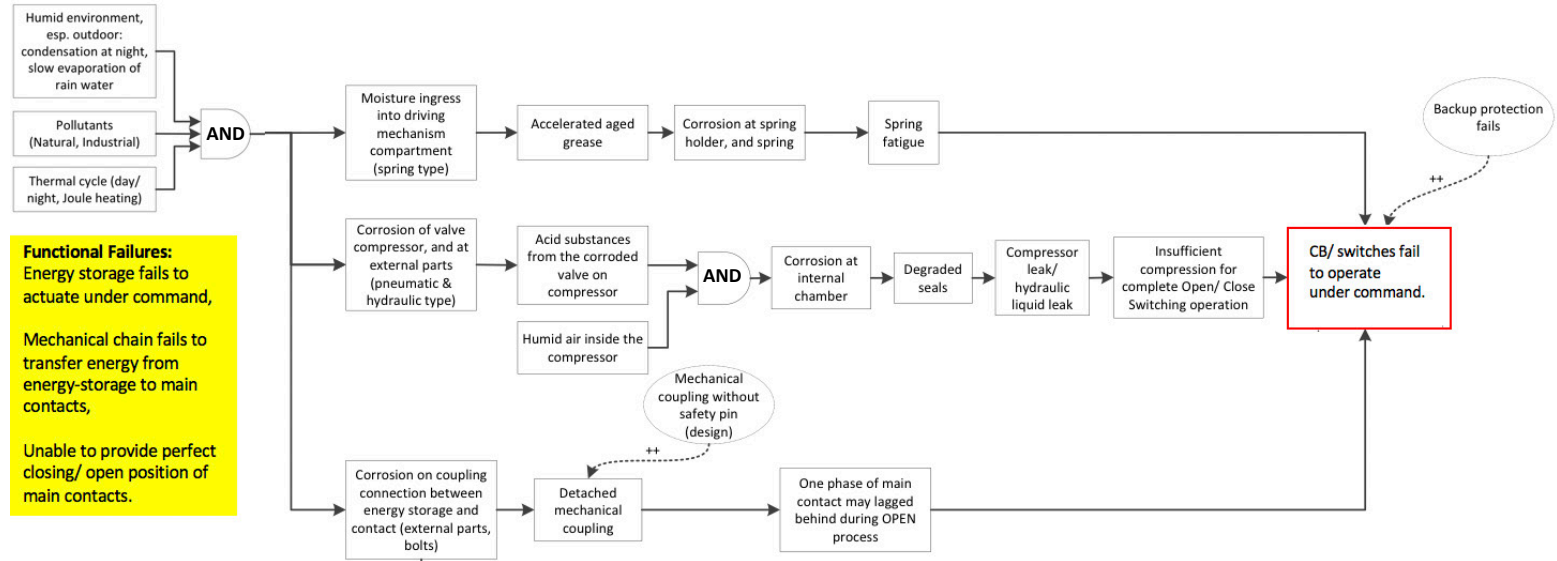 Humid environment,
esp. outdoor:
condensation at night,
slow evaporation of
rain water
Pollutants
(Natural, Industrial)
Thermal cycle (day/
night, Joule heating)
AND
Moisture ingress
into driving
mechanism
compartment
(spring type)
Accelerated aged
grease
Corrosion at spring
holder, and spring
Spring
fatigue
Backup protection
fails
++
Functional Failures:
Energy storage fails to
actuate under command,
Mechanical chain fails to
transfer energy from
energy-storage to main
contacts,
Unable to provide perfect
closing/ open position of
main contacts.
Corrosion of valve
compressor, and at
external parts
(pneumatic &
hydraulic type)
Acid substances
from the corroded
valve on
compressor
Humid air inside the
compressor
AND
Corrosion at
internal
chamber
Degraded
seals
Compressor
leak/
hydraulic
liquid leak
Insufficient
compression for
complete Open/ Close
Switching operation
CB/ switches fail
to operate
under command.
Mechanical
coupling without
safety pin
(design)
++
Corrosion on coupling
connection between
energy storage and
contact (external parts,
bolts)
Detached
mechanical
coupling
One phase of main
contact may lagged
behind during OPEN
process